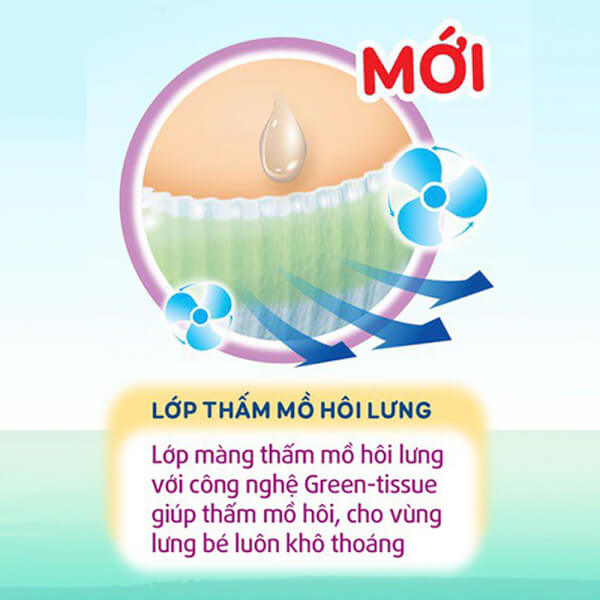 MỚI
LỚP THẤM MỒ HÔI LƯNG
Lớp màng thấm mồ hôi lưng
với công nghệ Green-tissue
giúp thấm mồ hôi, cho vùng
lưng bé luôn khô thoáng